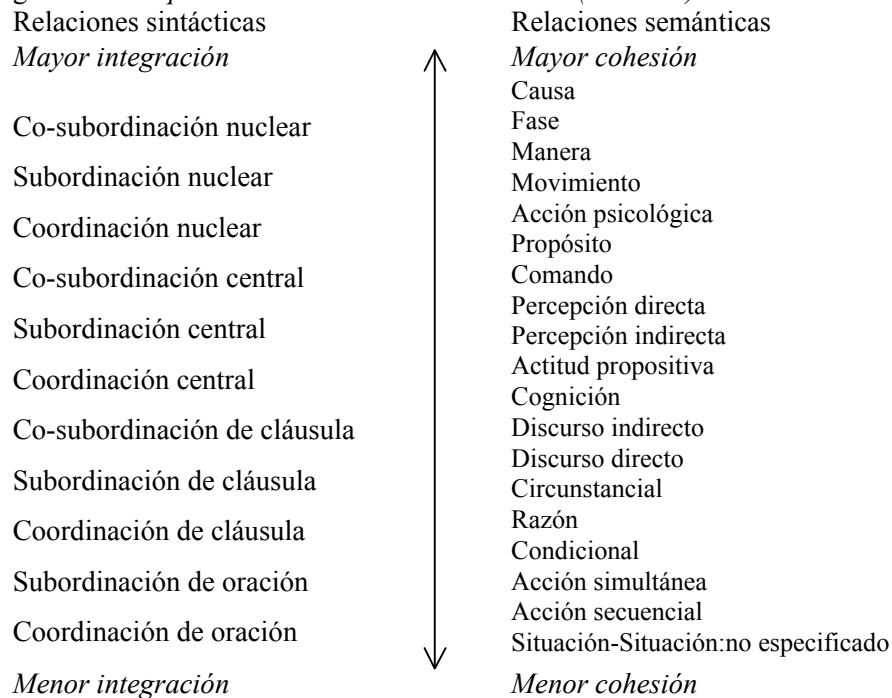 Relaciones sintácticas
Mayor integración
Co-subordinación nuclear
Subordinación nuclear
Coordinación nuclear
Co-subordinación central
Subordinación central
Coordinación central
Co-subordinación de cláusula
Subordinación de cláusula
Coordinación de cláusula
Subordinación de oración
Coordinación de oración
Menor integración
Relaciones semánticas
Mayor cohesión
Causa
Fase
Manera
Movimiento
Acción psicológica
Propósito
Comando
Percepción directa
Percepción indirecta
Actitud propositiva
Cognición
Discurso indirecto
Discurso directo
Circunstancial
Razón
Condicional
Acción simultánea
Acción secuencial
Situación-Situación:no especificado
Menor cohesión